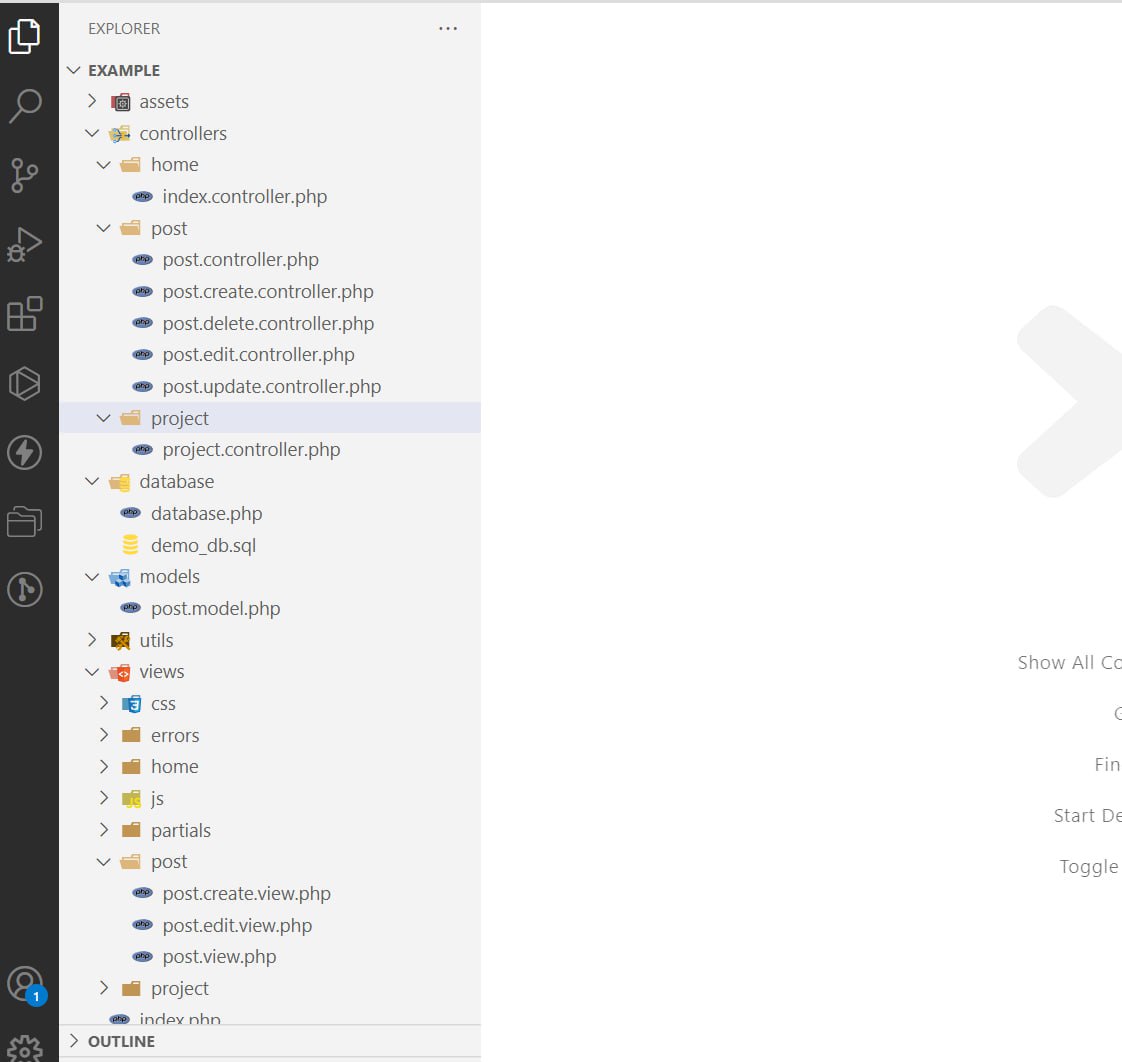 EXPLORER
EXAMPLE
assets
controllers
home
index.controller.php
post
post.controller.php
post.create.controller.php
post.delete.controller.php
post.edit.controller.php
post.update.controller.php
project
project.controller.php
database
database.php
demo_db.sql
models
post.model.php
utils
views
css
errors
home
js
partials
post
post.create.view.php
post.edit.view.php
post.view.php
project
index.php
OUTLINE
1
Show All Co
G
Fin
Start De
Toggle